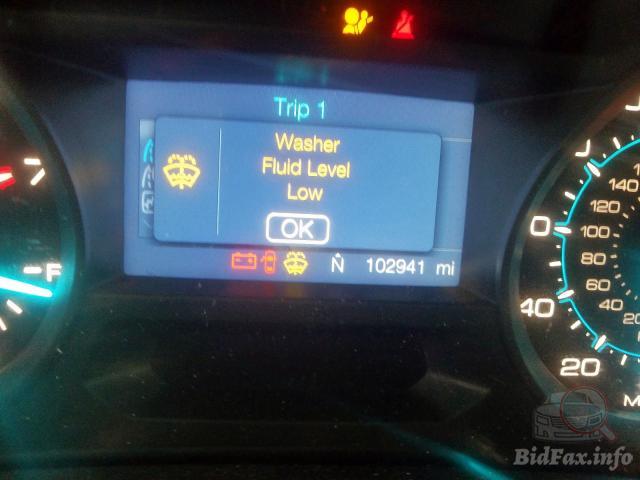 Trip 1
Washer
Fluid Level
Low
OK
N 102941 mi
7
F
0
40
20
140
120
100
80
60
40
20
BidFax.info